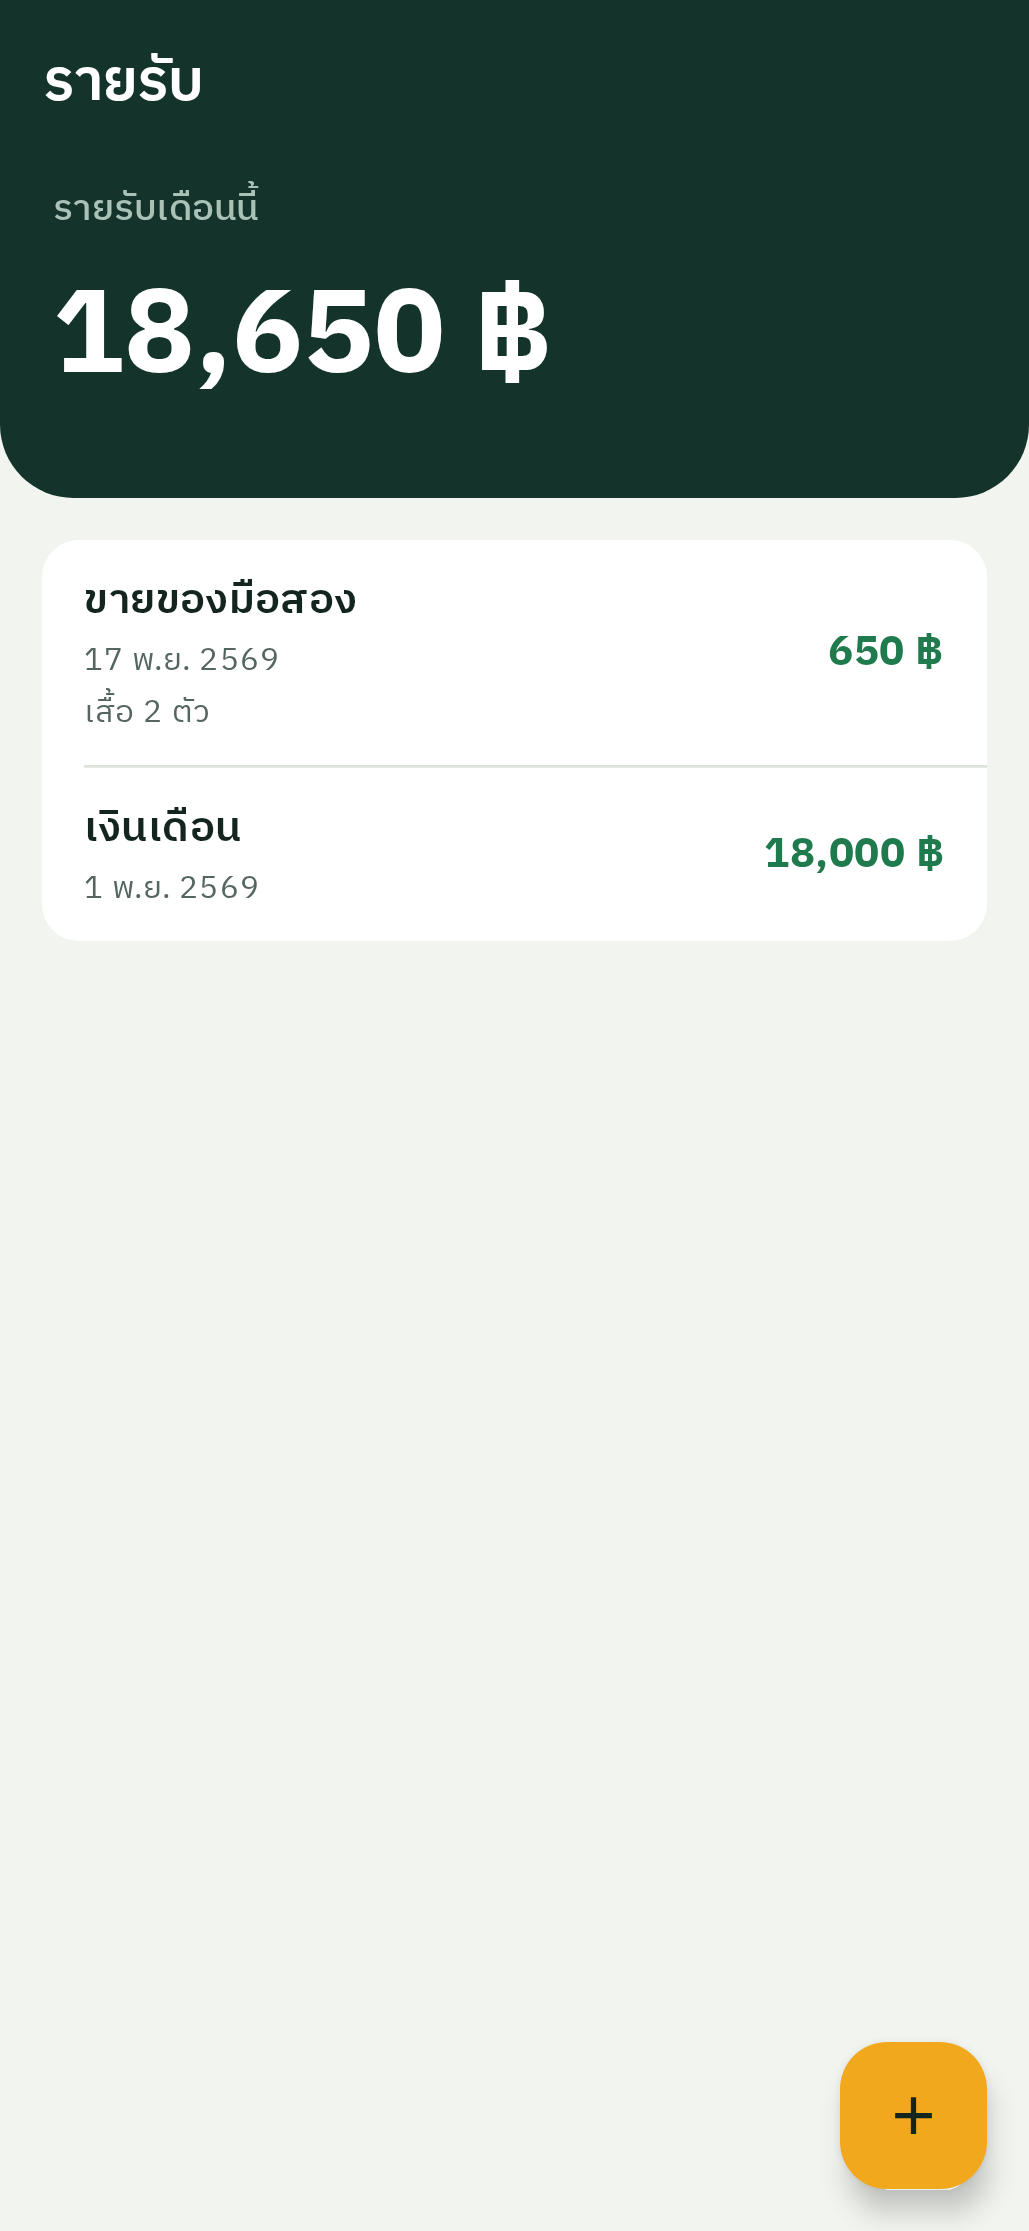 รายรับ
รายรับเดือนนี้
18,650 ฿
ขายของมือสอง
17 พ.ย. 2569
เสื้อ 2 ตัว
650 ฿
เงินเดือน
1 พ.ย. 2569
18,000 ฿
+